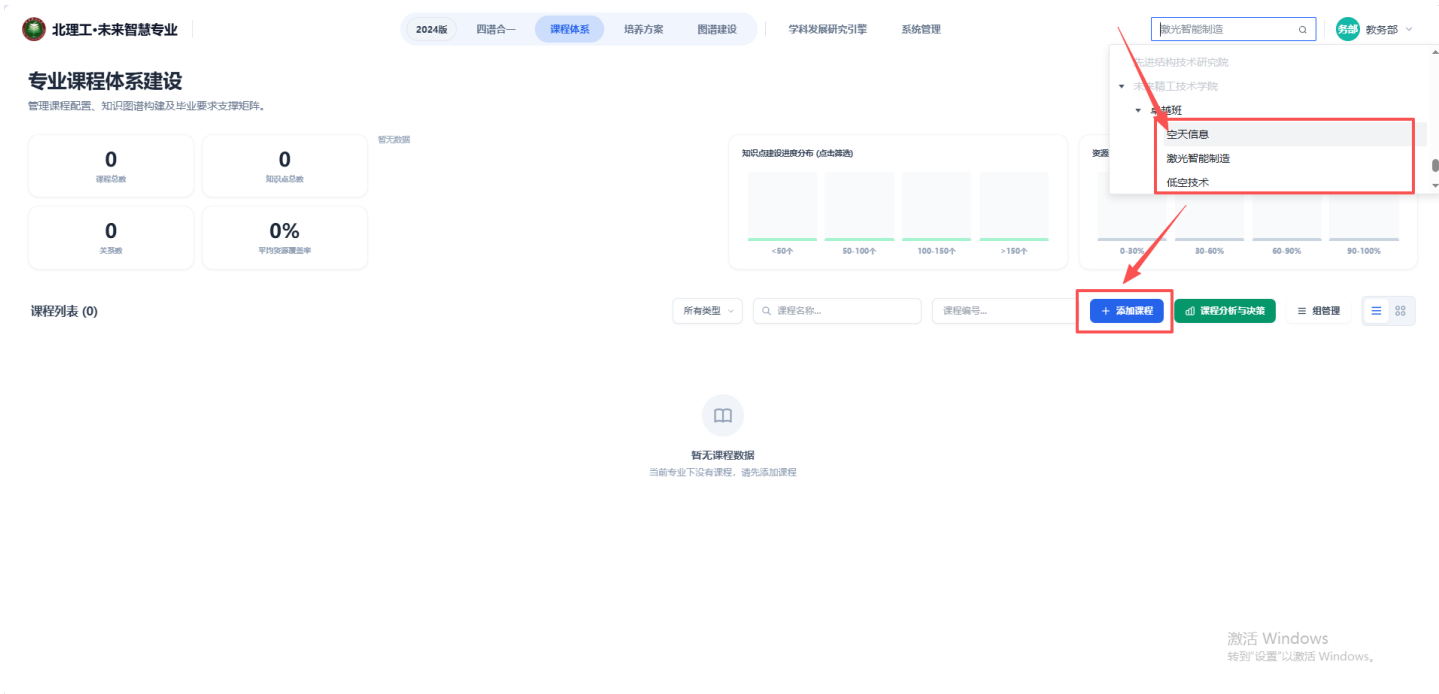 北理工·未来智慧专业
2024版 四谱合一 课程体系 培养方案 图谱建设 学科发展研究引擎 系统管理
激光智能制造
务部 教务部
先进结构技术研究院
未来精工技术学院
卓越班
空天信息
激光智能制造
低空技术
专业课程体系建设
管理课程配置、知识图谱构建及毕业要求支撑矩阵。
0
课程总数
0
知识点总数
0
关系数
0%
平均资源覆盖率
暂无数据
知识点建设进度分布 (点击筛选)
<50个 50-100个 100-150个 >150个
资源
0-30% 30-60% 60-90% 90-100%
课程列表 (0)
所有类型 课程名称... 课程编号... 添加课程 课程分析与决策 组管理
暂无课程数据
当前专业下没有课程，请先添加课程
激活 Windows
转到"设置"以激活 Windows。